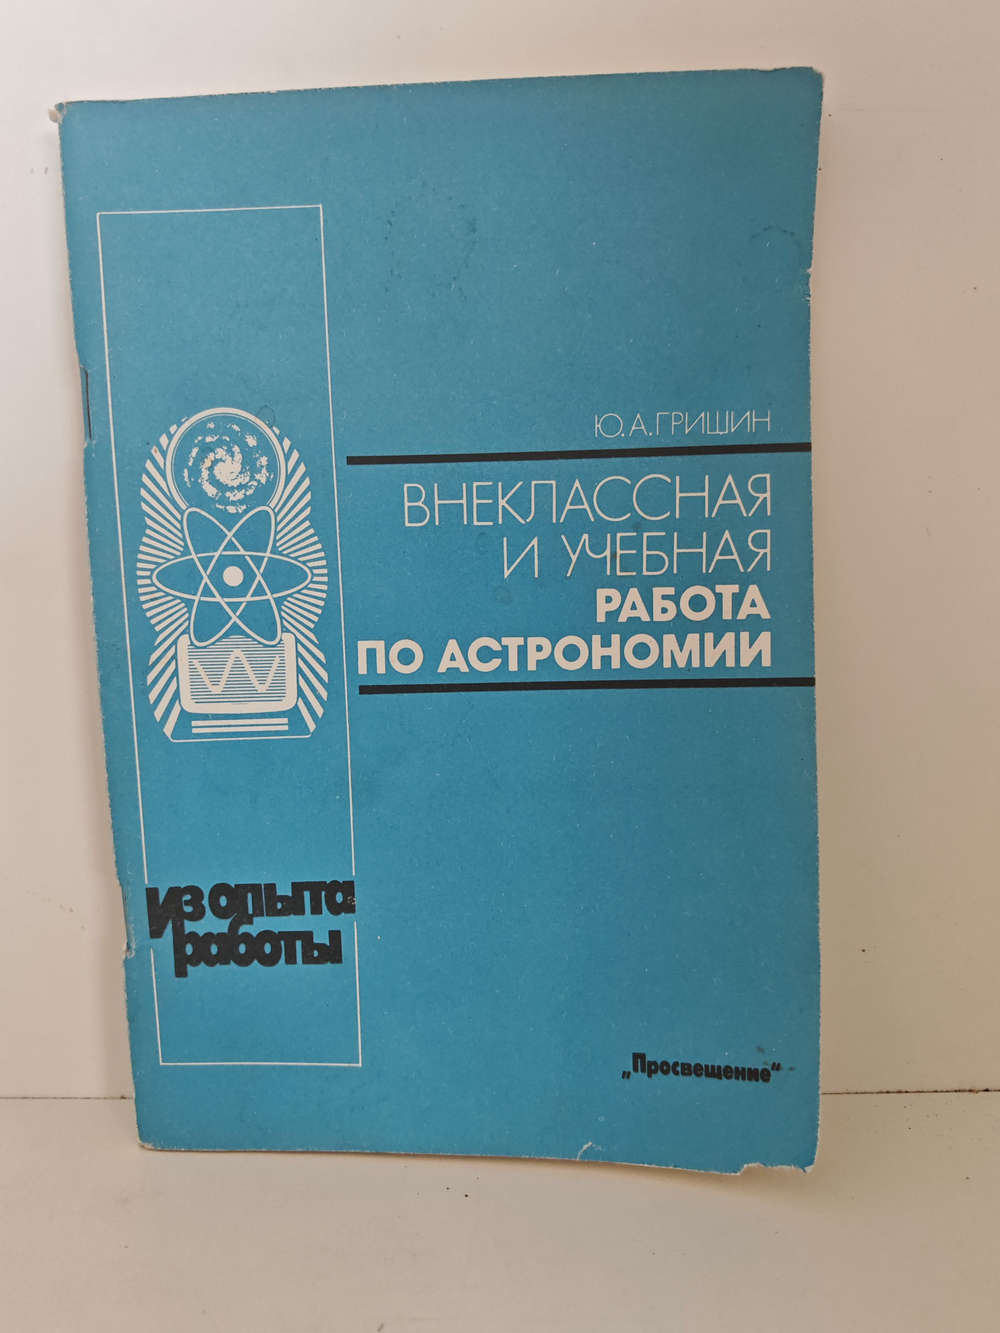 Ю.А.ГРИШИН
ВНЕКЛАССНАЯ
И УЧЕБНАЯ
РАБОТА
ПО АСТРОНОМИИ
из опыта
работы
„Просвещение“